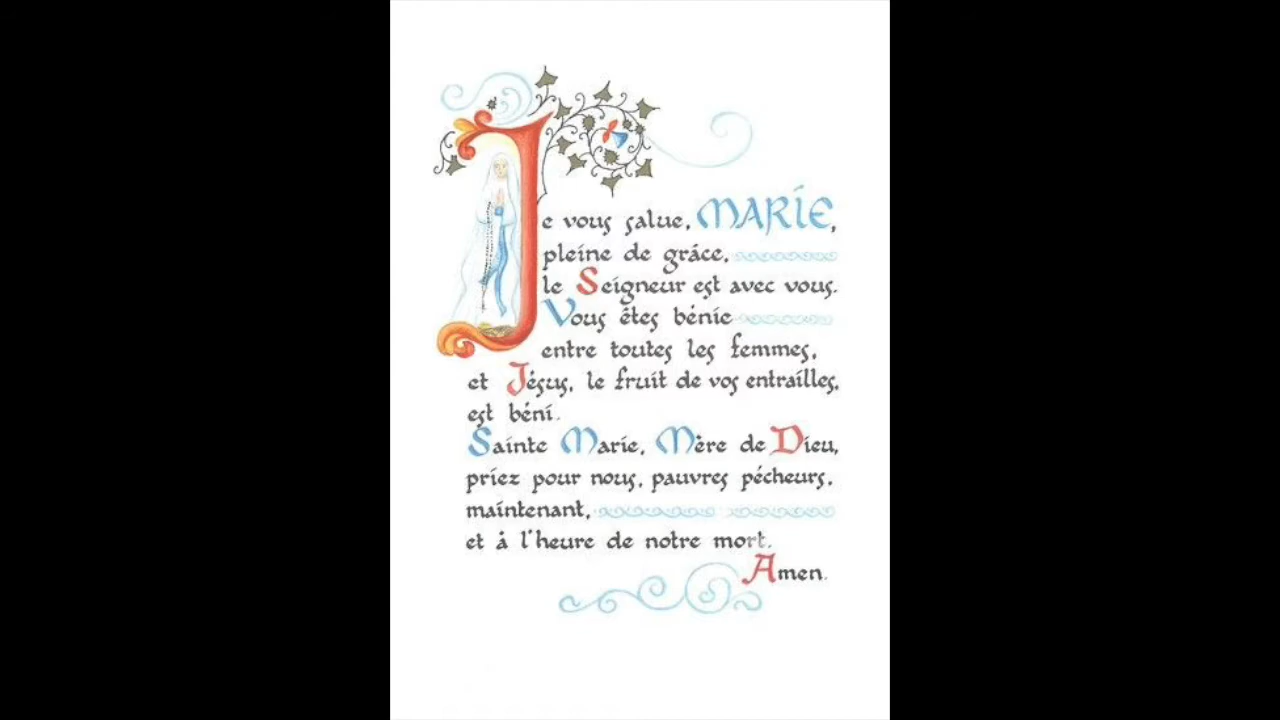 Je vous salue, MARIE,
pleine de grâce,
le Seigneur est avec vous.
Vous êtes bénie
entre toutes les femmes,
et Jésus, le fruit de vos entrailles,
est béni.
Sainte Marie, Mère de Dieu,
priez pour nous, pauvres pécheurs,
maintenant,
et à l'heure de notre mort.
Amen.